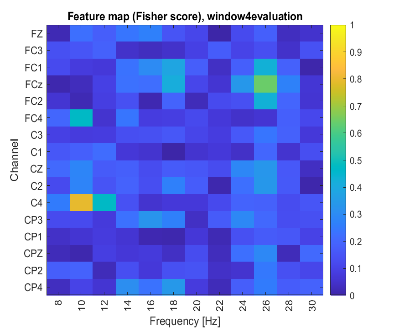 Feature map (Fisher score), window4evaluation
FZ
FC3
FC1
FCz
FC2
FC4
C3
C1
CZ
C2
C4
CP3
CP1
CPZ
CP2
CP4
Channel
8 10 12 14 16 18 20 22 24 26 28 30
Frequency [Hz]
1
0.9
0.8
0.7
0.6
0.5
0.4
0.3
0.2
0.1
0